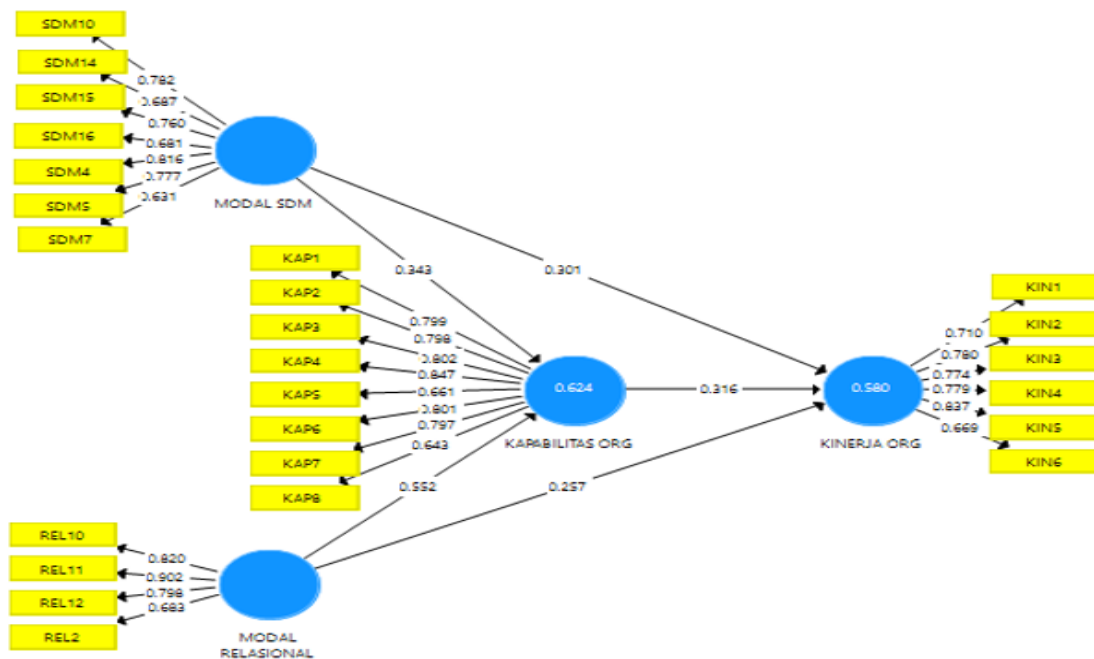 SDM10
SDM14
SDM15
SDM16
SDM4
SDM5
SDM7
0.782
0.687
0.760
0.681
0.816
0.777
0.631
MODAL SDM
0.343
0.301
KAP1
KAP2
KAP3
KAP4
KAP5
KAP6
KAP7
KAP8
0.799
0.798
0.802
0.847
0.661
0.801
0.797
0.643
0.624
KAPABILITAS ORG
0.316
0.552
0.257
0.580
KINERJA ORG
0.710
0.780
0.774
0.779
0.837
0.669
KIN1
KIN2
KIN3
KIN4
KIN5
KIN6
REL10
REL11
REL12
REL2
0.820
0.902
0.798
0.683
MODAL
RELASIONAL